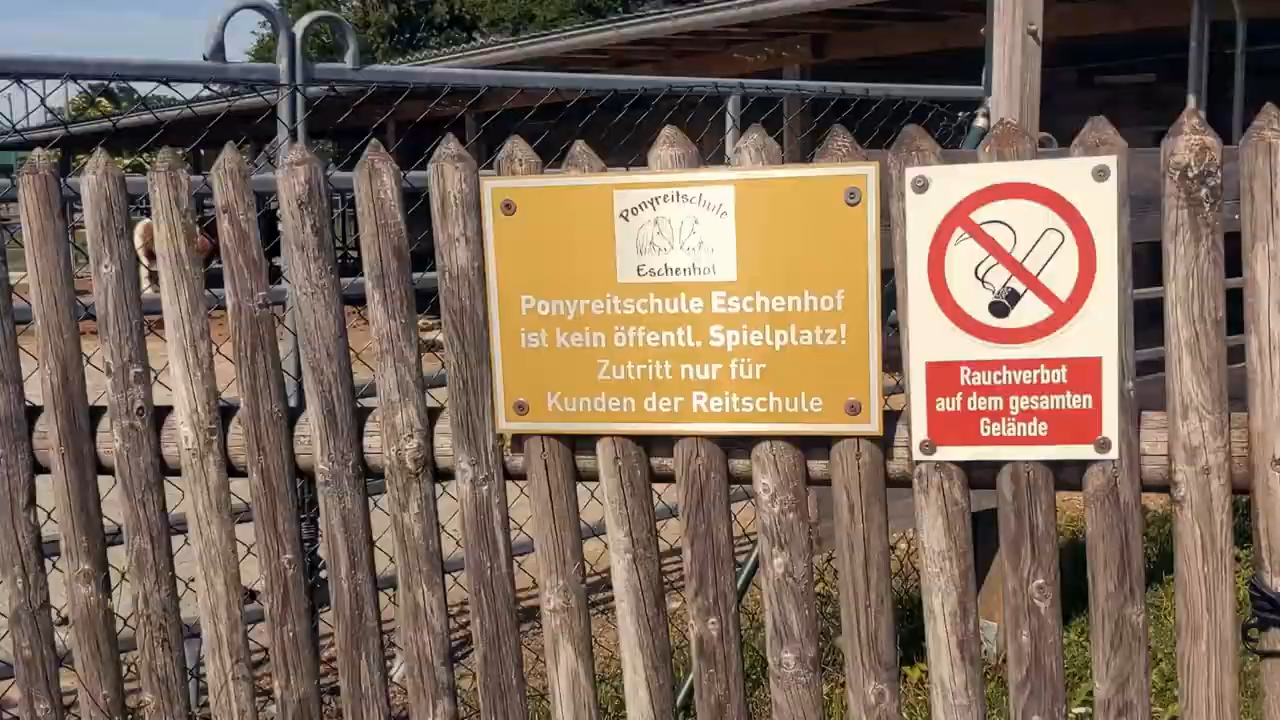 Ponyreitschule
Eschenhof
Ponyreitschule Eschenhof
ist kein öffentl. Spielplatz!
Zutritt nur für
Kunden der Reitschule
Rauchverbot
auf dem gesamten
Gelände